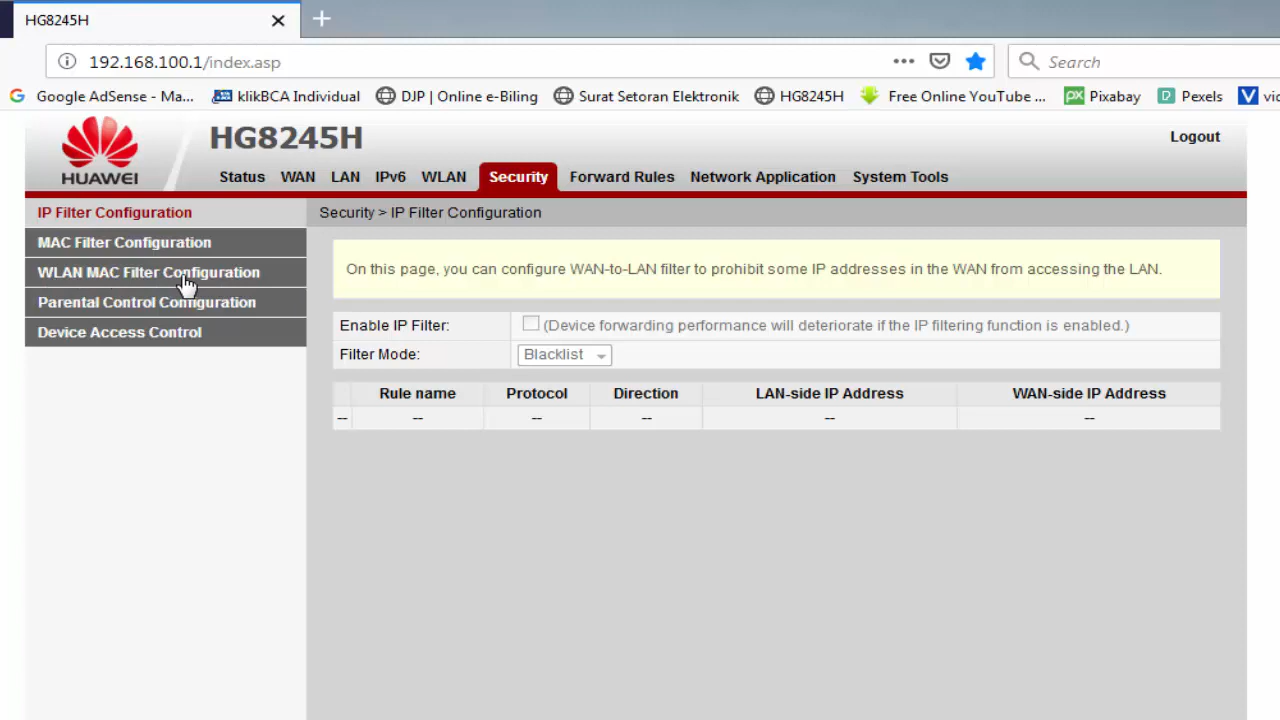 HG8245H
192.168.100.1/index.asp
Search
Google AdSense - Ma... klikBCA Individual DJP | Online e-Biling Surat Setoran Elektronik HG8245H Free Online YouTube ... Pixabay Pexels
HUAWEI
HG8245H
Logout
Status WAN LAN IPv6 WLAN Security Forward Rules Network Application System Tools
IP Filter Configuration
MAC Filter Configuration
WLAN MAC Filter Configuration
Parental Control Configuration
Device Access Control
Security > IP Filter Configuration
On this page, you can configure WAN-to-LAN filter to prohibit some IP addresses in the WAN from accessing the LAN.
Enable IP Filter: (Device forwarding performance will deteriorate if the IP filtering function is enabled.)
Filter Mode: Blacklist
Rule name Protocol Direction LAN-side IP Address WAN-side IP Address
-- -- -- -- -- --